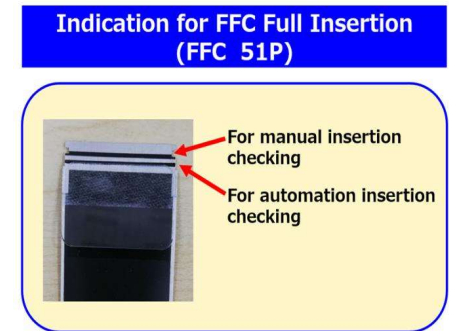 Indication for FFC Full Insertion
(FFC 51P)
For manual insertion
checking
For automation insertion
checking